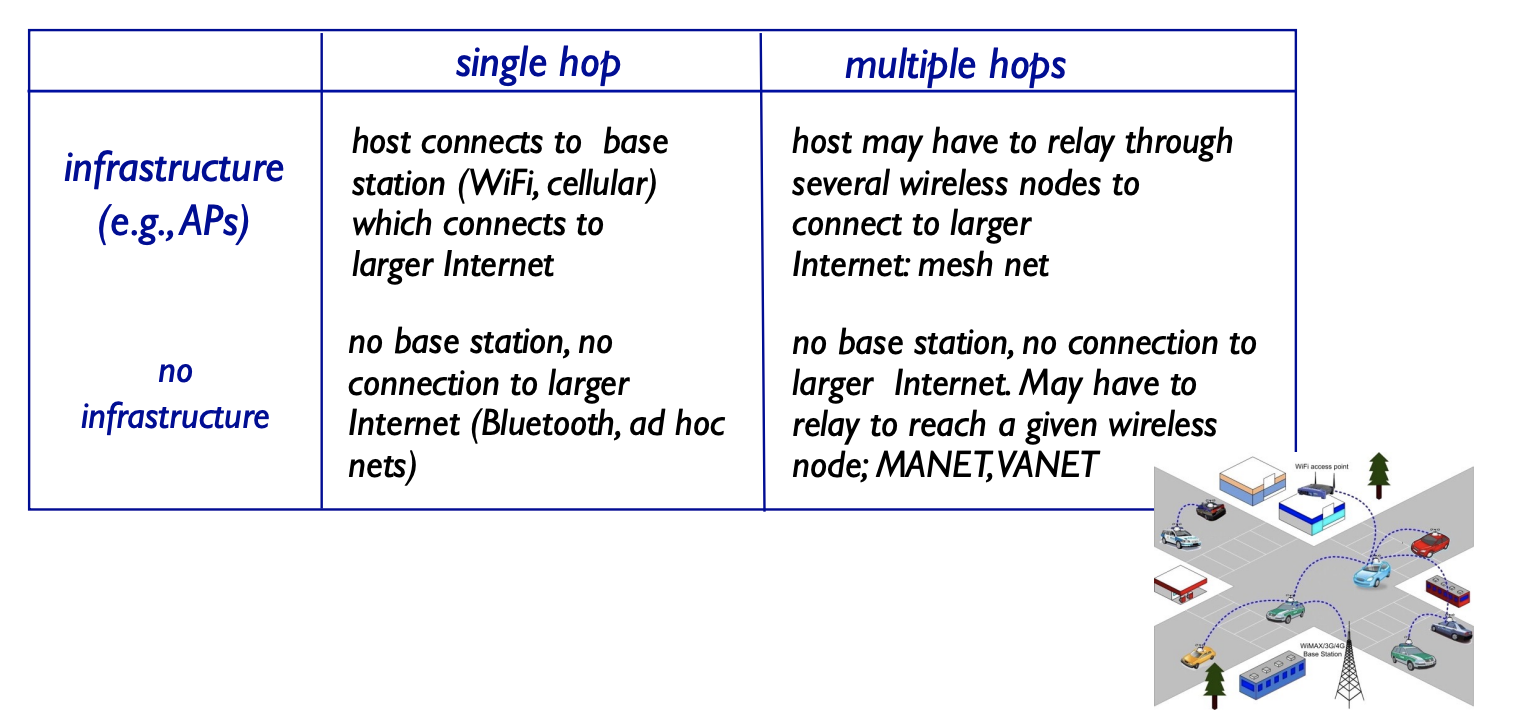 single hop
multiple hops
infrastructure
(e.g., APs)
host connects to base
station (WiFi, cellular)
which connects to
larger Internet
host may have to relay through
several wireless nodes to
connect to larger
Internet: mesh net
no
infrastructure
no base station, no
connection to larger
Internet (Bluetooth, ad hoc
nets)
no base station, no connection to
larger Internet. May have to
relay to reach a given wireless
node; MANET, VANET
WiFi access point
WiMAX/3G/4G
Base Station